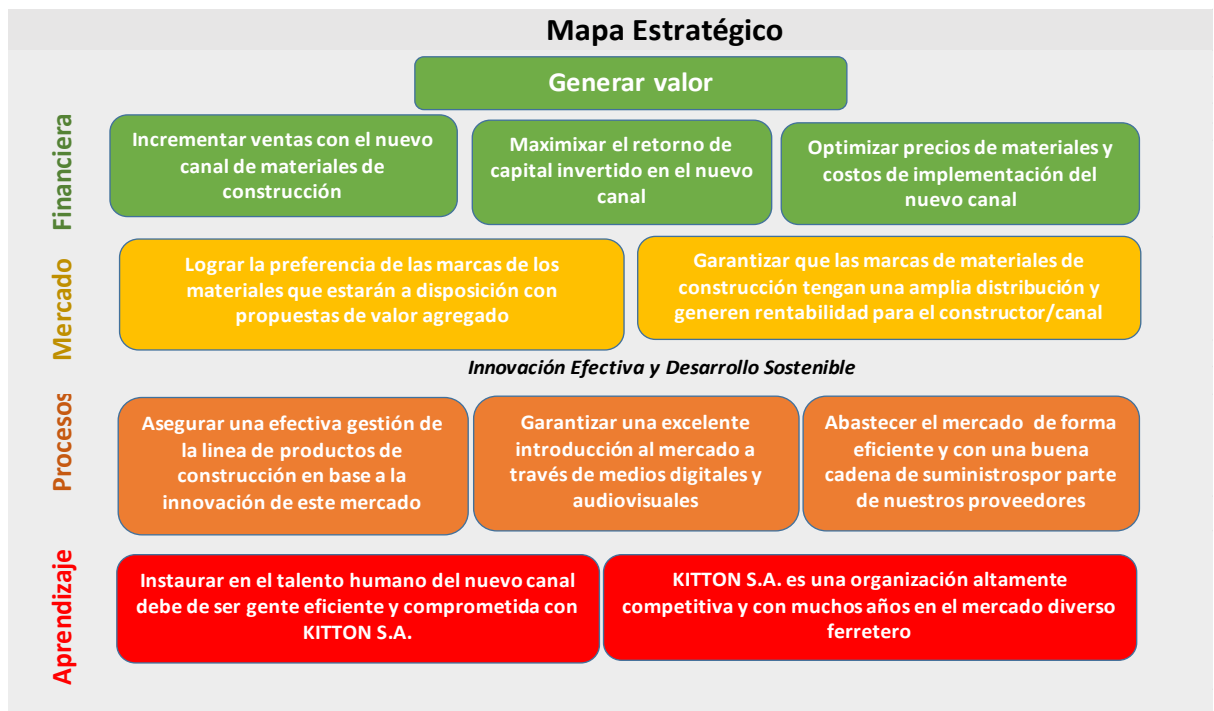 Mapa Estratégico
Generar valor
Financiera
Incrementar ventas con el nuevo
canal de materiales de
construcción
Maximixar el retorno de
capital invertido en el nuevo
canal
Optimizar precios de materiales y
costos de implementación del
nuevo canal
Mercado
Lograr la preferencia de las marcas de los
materiales que estarán a disposición con
propuestas de valor agregado
Garantizar que las marcas de materiales de
construcción tengan una amplia distribución y
generen rentabilidad para el constructor/canal
Innovación Efectiva y Desarrollo Sostenible
Procesos
Asegurar una efectiva gestión de
la linea de productos de
construcción en base a la
innovación de este mercado
Garantizar una excelente
introducción al mercado a
través de medios digitales y
audiovisuales
Abastecer el mercado de forma
eficiente y con una buena
cadena de suministrospor parte
de nuestros proveedores
Aprendizaje
Instaurar en el talento humano del nuevo canal
debe de ser gente eficiente y comprometida con
KITTON S.A.
KITTON S.A. es una organización altamente
competitiva y con muchos años en el mercado diverso
ferretero